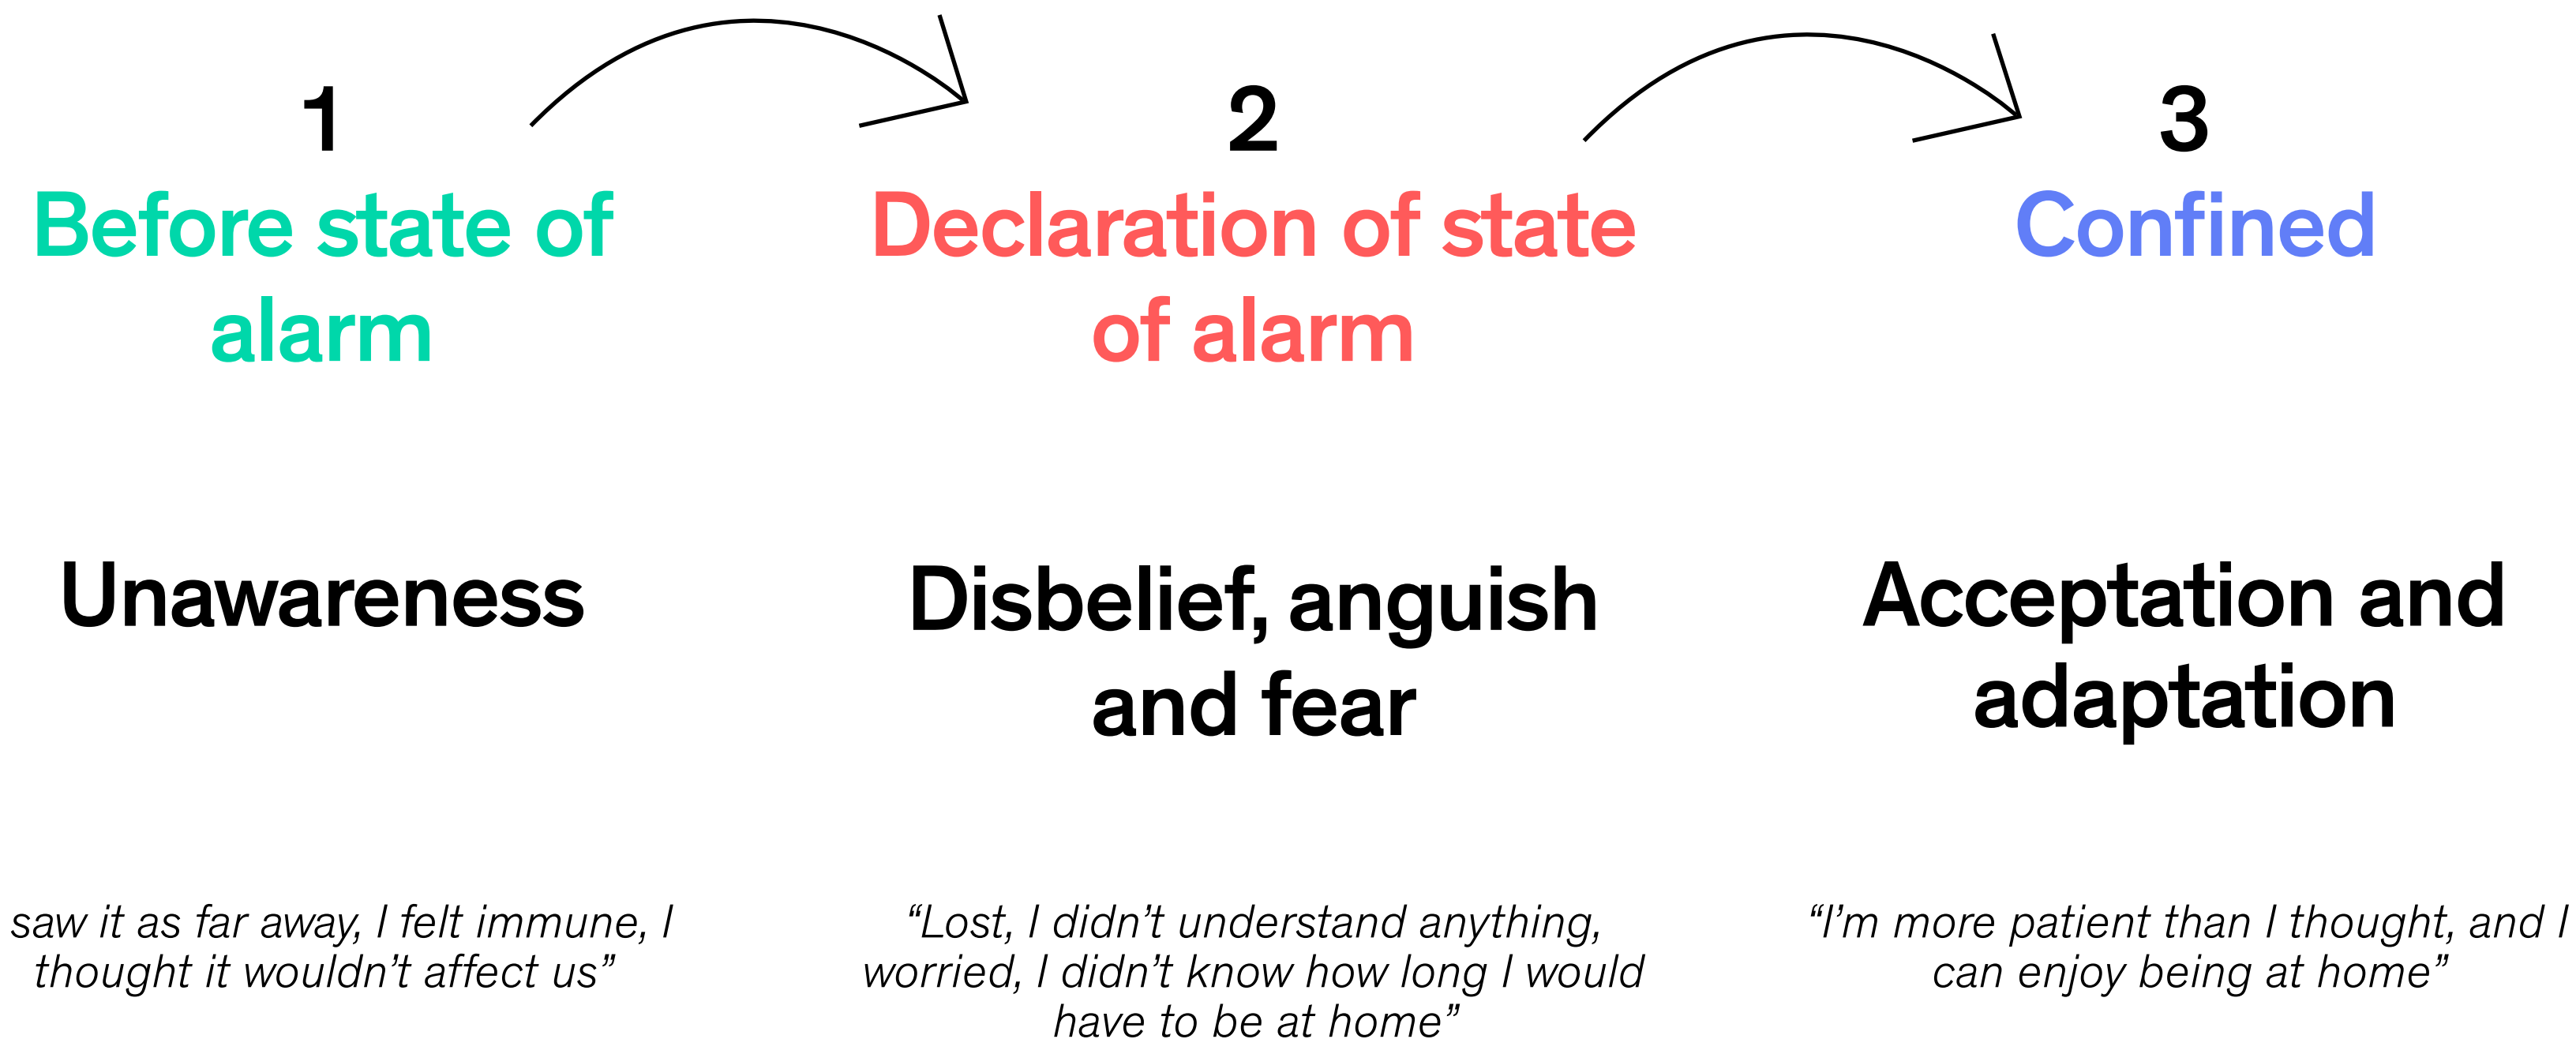 1
Before state of
alarm
Unawareness
saw it as far away, I felt immune, I
thought it wouldn’t affect us”
2
Declaration of state
of alarm
Disbelief, anguish
and fear
“Lost, I didn’t understand anything,
worried, I didn’t know how long I would
have to be at home”
3
Confined
Acceptation and
adaptation
“I’m more patient than I thought, and I
can enjoy being at home”